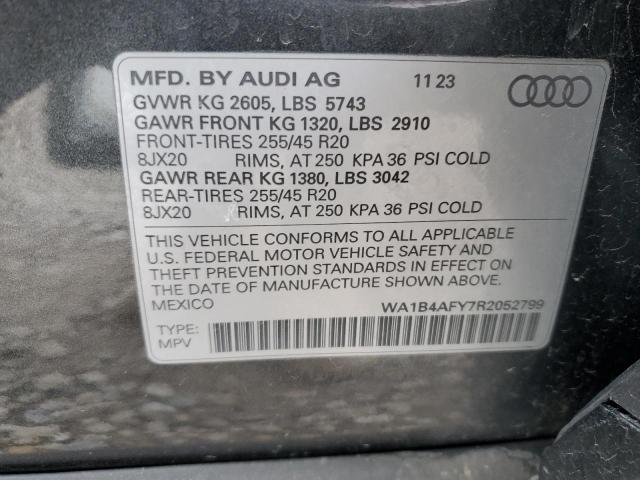 MFD. BY AUDI AG 11 23
GVWR KG 2605, LBS 5743
GAWR FRONT KG 1320, LBS 2910
FRONT-TIRES 255/45 R20
8JX20 RIMS, AT 250 KPA 36 PSI COLD
GAWR REAR KG 1380, LBS 3042
REAR-TIRES 255/45 R20
8JX20 RIMS, AT 250 KPA 36 PSI COLD
THIS VEHICLE CONFORMS TO ALL APPLICABLE
U.S. FEDERAL MOTOR VEHICLE SAFETY AND
THEFT PREVENTION STANDARDS IN EFFECT ON
THE DATE OF MANUFACTURE SHOWN ABOVE.
MEXICO WA1B4AFY7R2052799
TYPE:
MPV